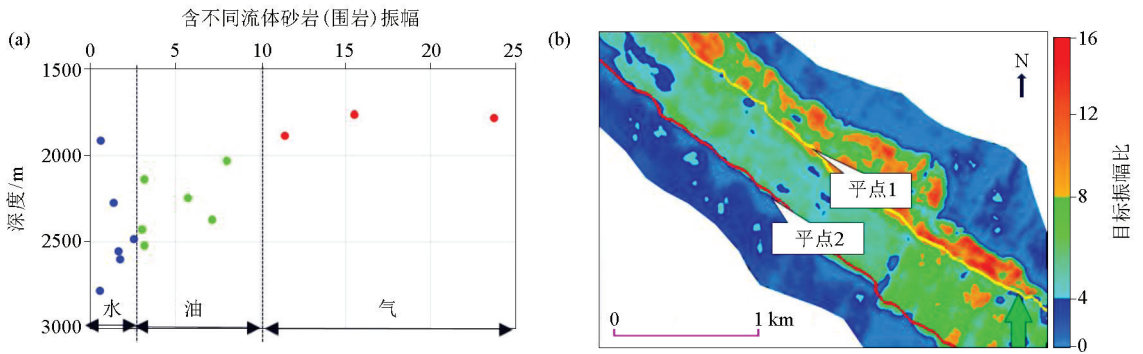 含不同流体砂岩(围岩)振幅
(a)
0 5 10 15 20 25
1500
2000
2500
3000
深度/m
水 油 气
(b)
N
平点1
平点2
0 1 km
16
12
8
4
0
目标振幅比